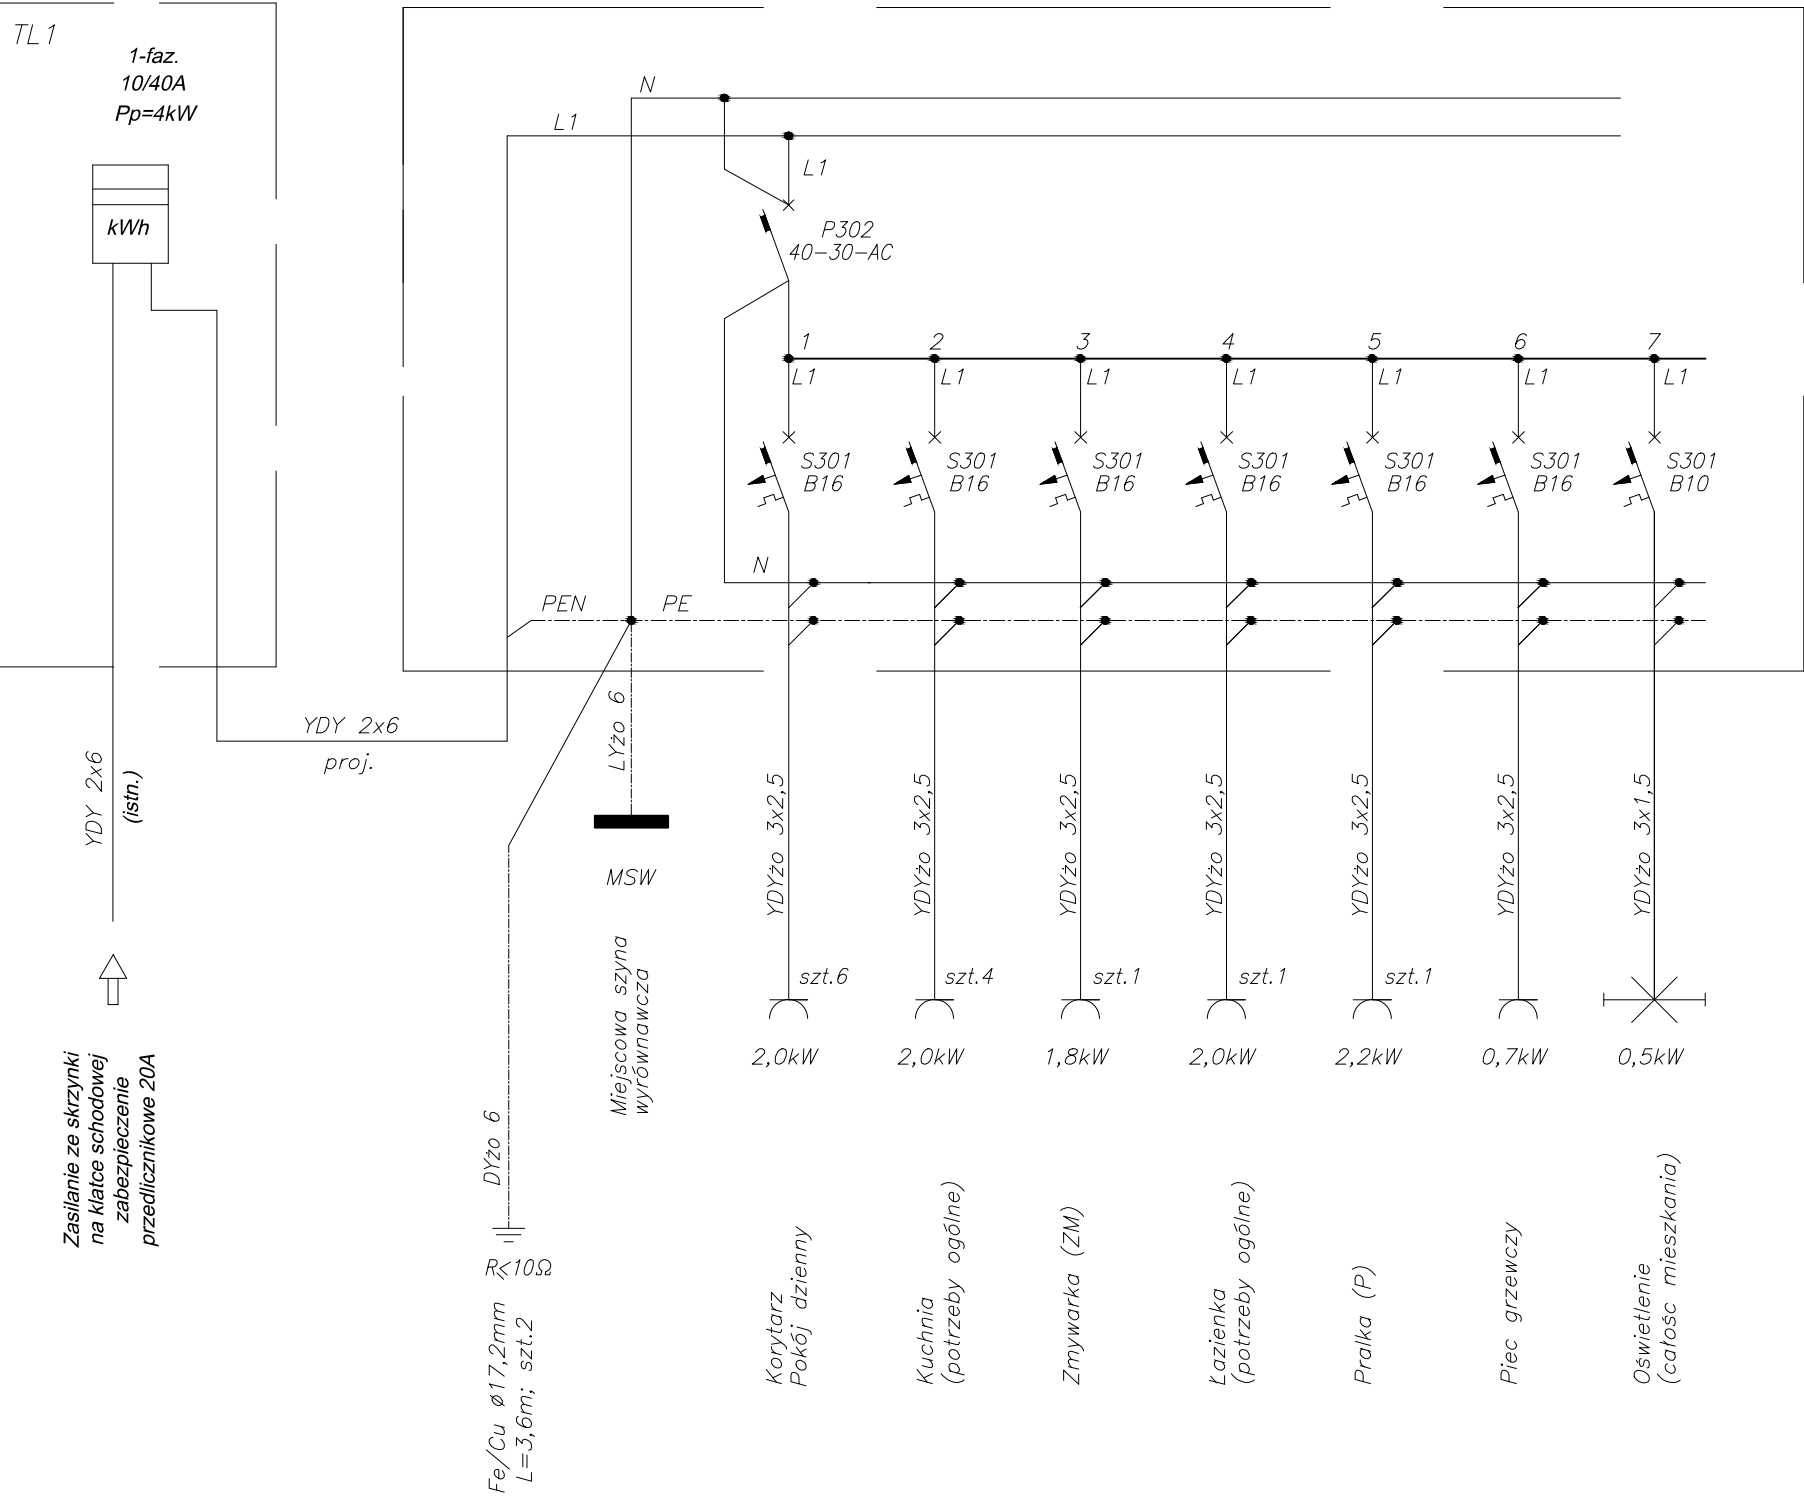 TL1
1-faz.
10/40A
Pp=4kW
kWh
N
L1
L1
P302
40-30-AC
1
2
3
4
5
6
7
L1
L1
L1
L1
L1
L1
L1
S301
B16
S301
B16
S301
B16
S301
B16
S301
B16
S301
B16
S301
B10
N
PEN
PE
YDY 2x6
proj.
YDY 2x6
(istn.)
LYżo 6
MSW
Miejscowa szyna
wyrównawcza
YDYżo 3x2,5
YDYżo 3x2,5
YDYżo 3x2,5
YDYżo 3x2,5
YDYżo 3x2,5
YDYżo 3x2,5
YDYżo 3x1,5
szt.6
szt.4
szt.1
szt.1
szt.1
2,0kW
2,0kW
1,8kW
2,0kW
2,2kW
0,7kW
0,5kW
Zasilanie ze skrzynki
na klatce schodowej
zabezpieczenie
przedlicznikowe 20A
DYżo 6
R⩽10Ω
Fe/Cu ø17,2mm
L=3,6m; szt.2
Korytarz
Pokój dzienny
Kuchnia
(potrzeby ogólne)
Zmywarka (ZM)
Łazienka
(potrzeby ogólne)
Pralka (P)
Piec grzewczy
Oświetlenie
(całośc mieszkania)